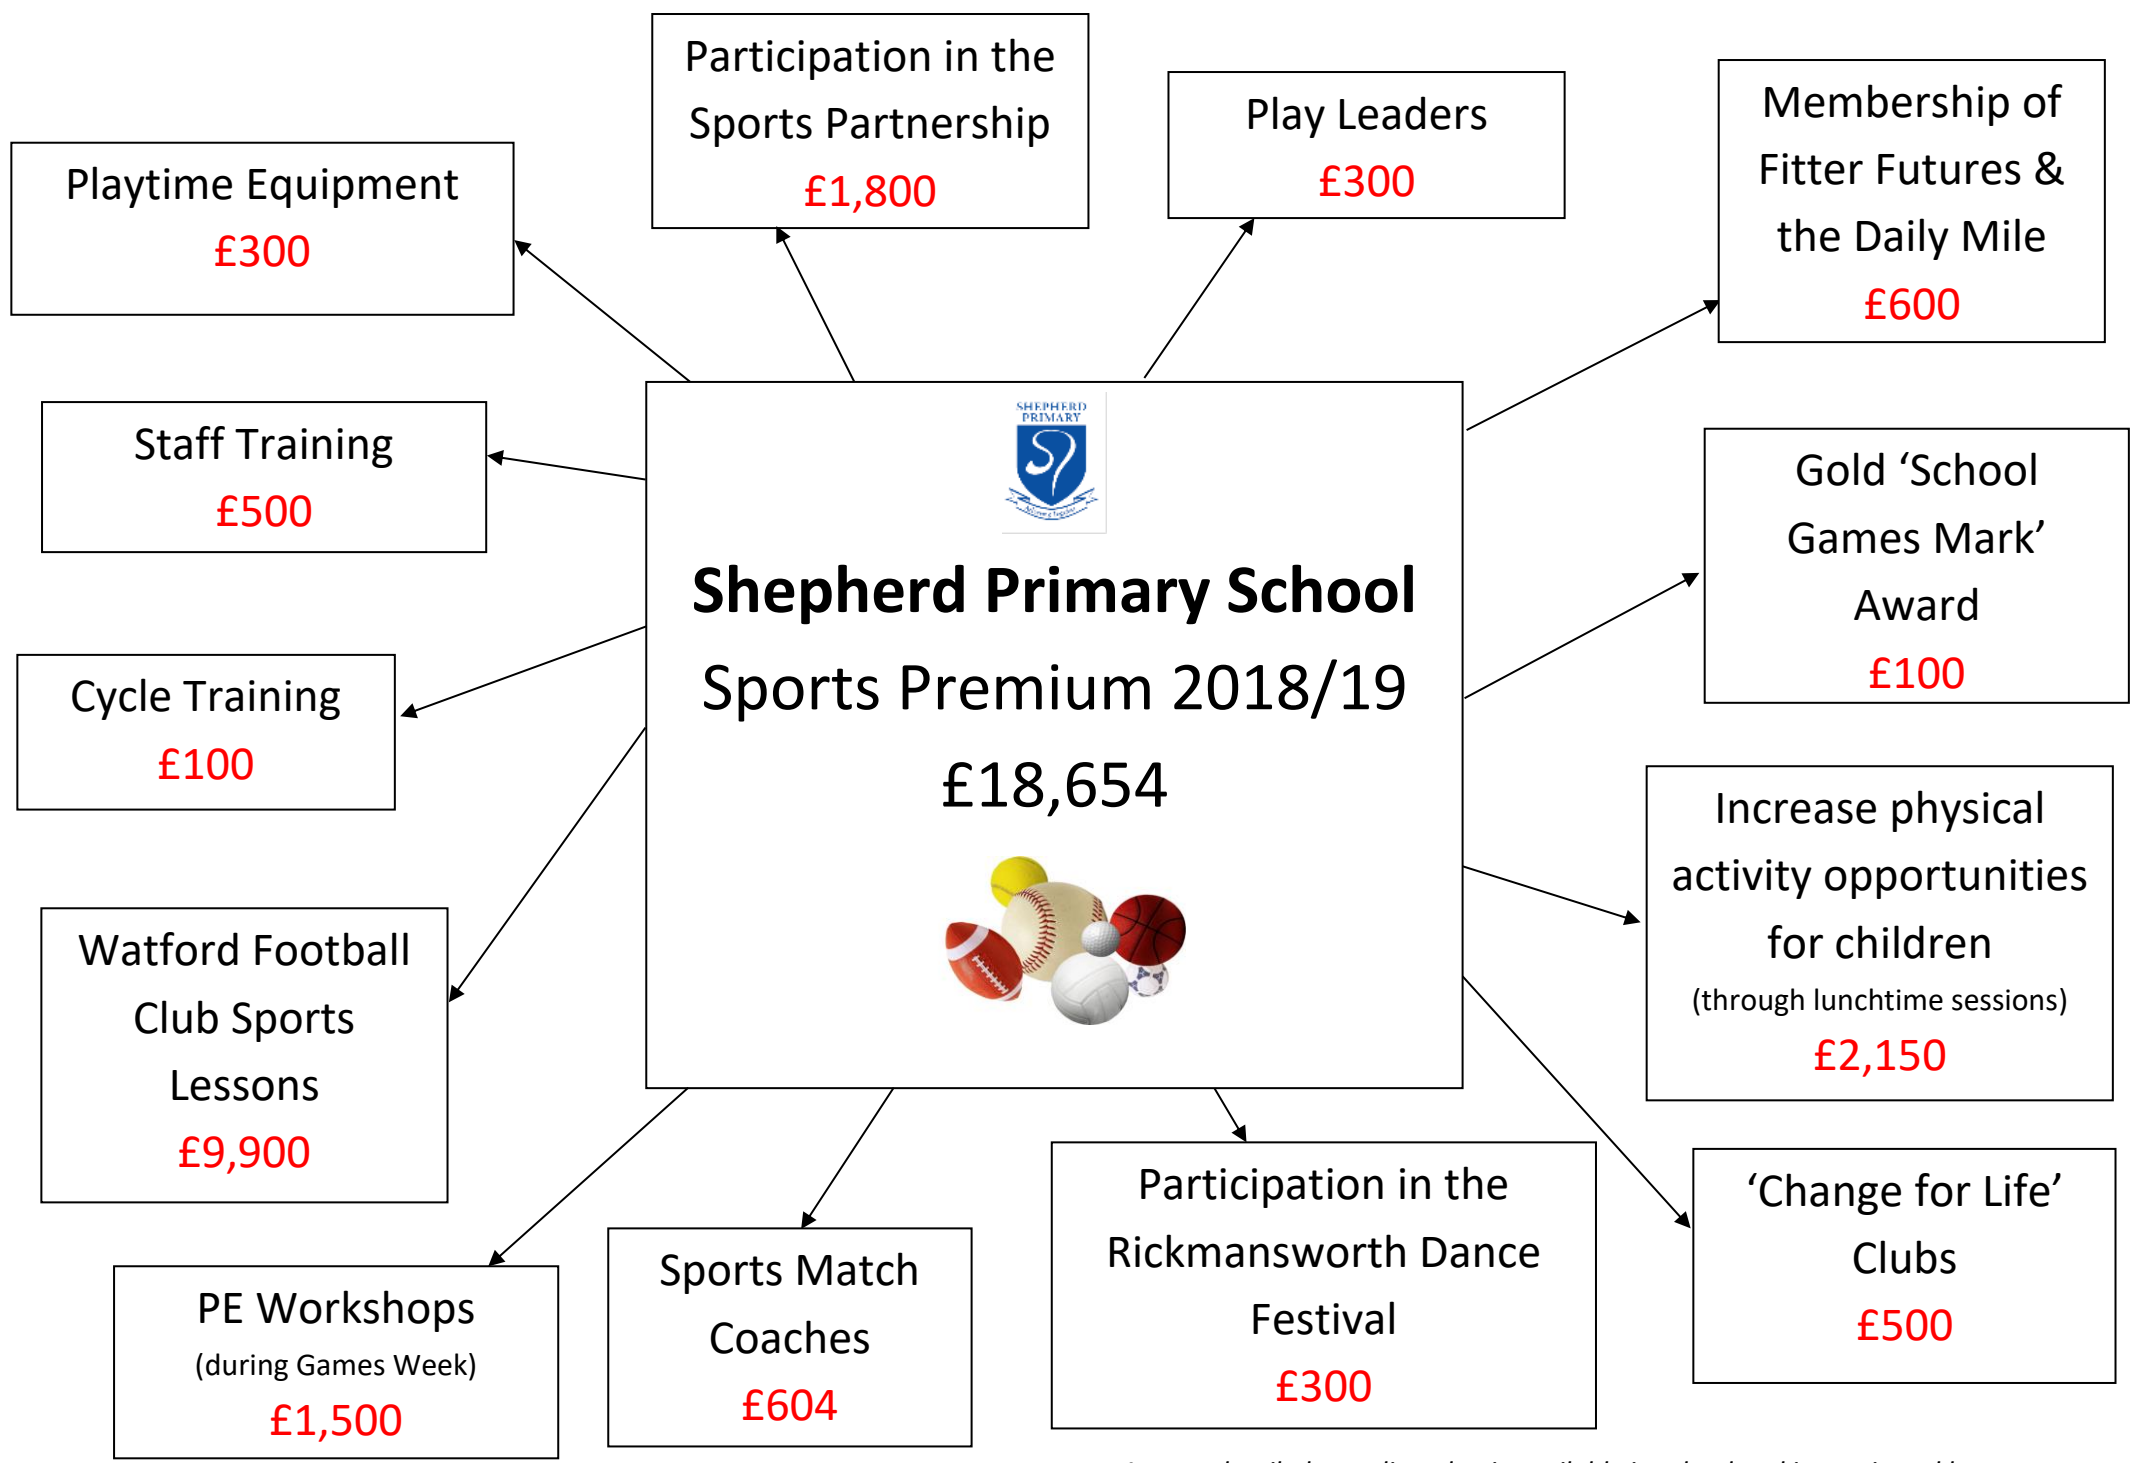 Participation in the
Sports Partnership
£1,800
Play Leaders
£300
Membership of
Fitter Futures &
the Daily Mile
£600
Playtime Equipment
£300
Staff Training
£500
Cycle Training
£100
Watford Football
Club Sports
Lessons
£9,900
SHEPHERD
PRIMARY
Shepherd Primary School
Sports Premium 2018/19
£18,654
Gold ‘School
Games Mark’
Award
£100
Increase physical
activity opportunities
for children
(through lunchtime sessions)
£2,150
‘Change for Life’
Clubs
£500
PE Workshops
(during Games Week)
£1,500
Sports Match
Coaches
£604
Participation in the
Rickmansworth Dance
Festival
£300